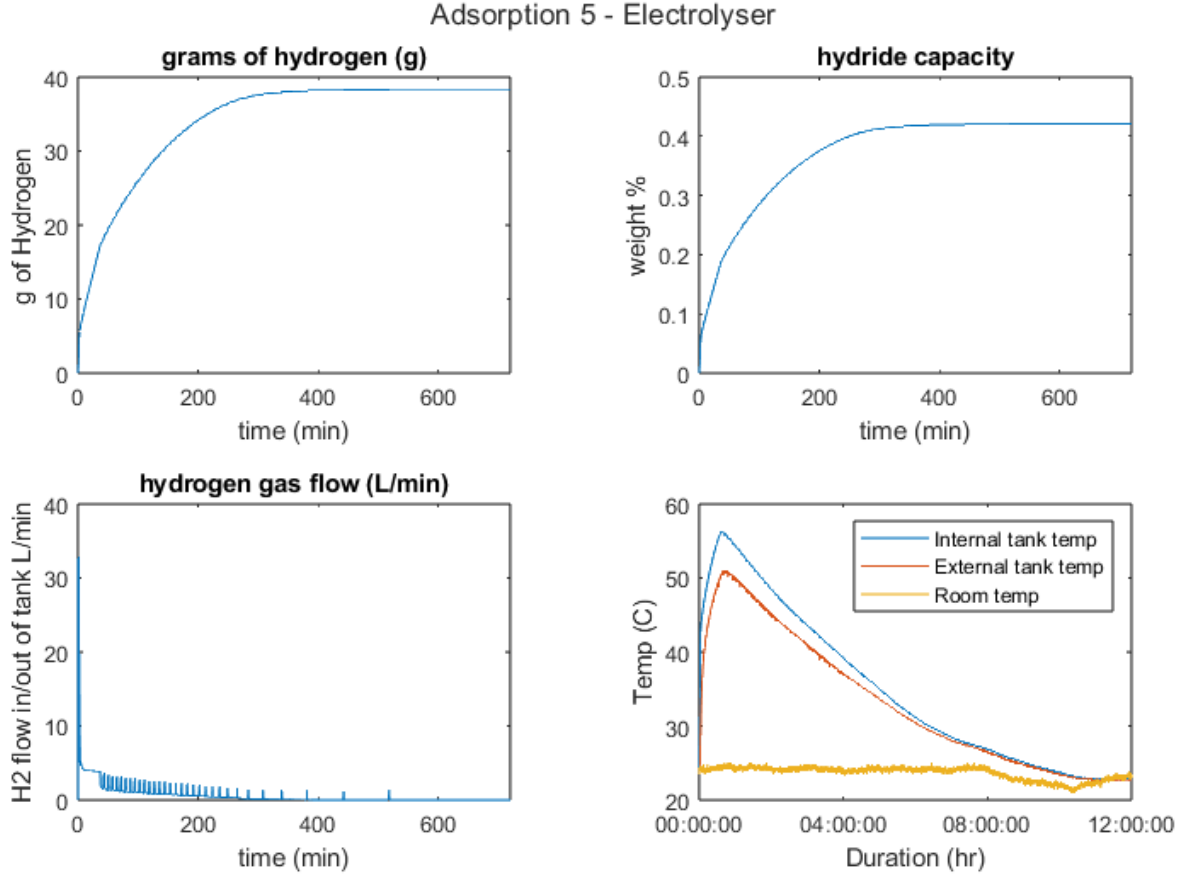 Adsorption 5 - Electrolyser
grams of hydrogen (g)
40
30
20
10
0
g of Hydrogen
0 200 400 600
time (min)
hydride capacity
0.5
0.4
0.3
0.2
0.1
0
weight %
0 200 400 600
time (min)
hydrogen gas flow (L/min)
40
30
20
10
0
H2 flow in/out of tank L/min
0 200 400 600
time (min)
60
50
40
30
20
Temp (C)
Internal tank temp
External tank temp
Room temp
00:00:00 04:00:00 08:00:00 12:00:00
Duration (hr)